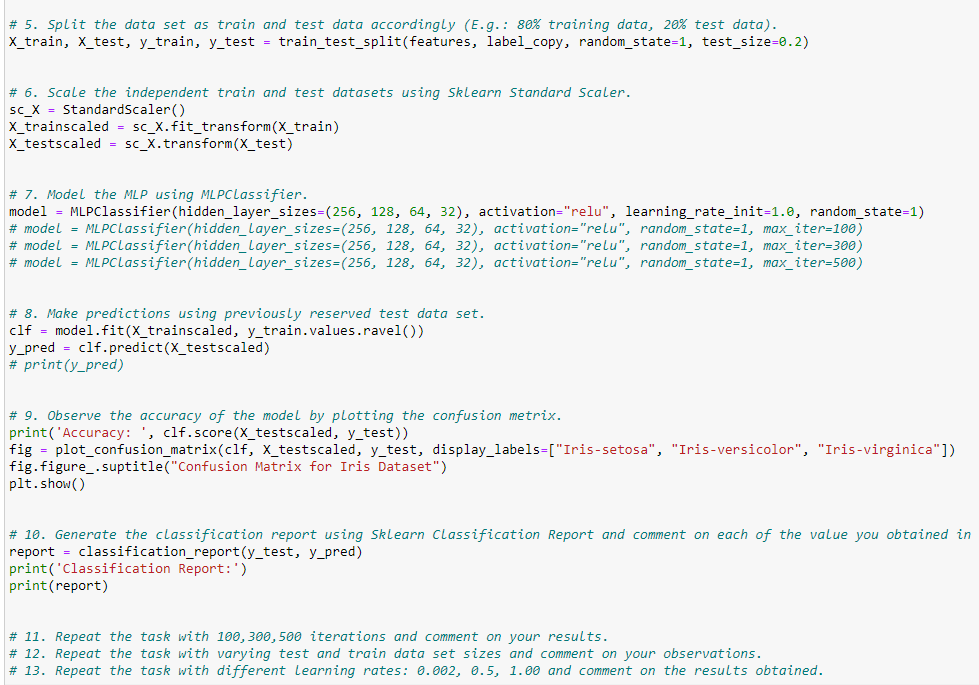 # 5. Split the data set as train and test data accordingly (E.g.: 80% training data, 20% test data).
X_train, X_test, y_train, y_test = train_test_split(features, label_copy, random_state=1, test_size=0.2)
# 6. Scale the independent train and test datasets using Sklearn Standard Scaler.
sc_X = StandardScaler()
X_trainscaled = sc_X.fit_transform(X_train)
X_testscaled = sc_X.transform(X_test)
# 7. Model the MLP using MLPClassifier.
model = MLPClassifier(hidden_layer_sizes=(256, 128, 64, 32), activation="relu", learning_rate_init=1.0, random_state=1)
# model = MLPClassifier(hidden_layer_sizes=(256, 128, 64, 32), activation="relu", random_state=1, max_iter=100)
# model = MLPClassifier(hidden_layer_sizes=(256, 128, 64, 32), activation="relu", random_state=1, max_iter=300)
# model = MLPClassifier(hidden_layer_sizes=(256, 128, 64, 32), activation="relu", random_state=1, max_iter=500)
# 8. Make predictions using previously reserved test data set.
clf = model.fit(X_trainscaled, y_train.values.ravel())
y_pred = clf.predict(X_testscaled)
# print(y_pred)
# 9. Observe the accuracy of the model by plotting the confusion metrix.
print('Accuracy: ', clf.score(X_testscaled, y_test))
fig = plot_confusion_matrix(clf, X_testscaled, y_test, display_labels=["Iris-setosa", "Iris-versicolor", "Iris-virginica"])
fig.figure_.suptitle("Confusion Matrix for Iris Dataset")
plt.show()
# 10. Generate the classification report using Sklearn Classification Report and comment on each of the value you obtained in
report = classification_report(y_test, y_pred)
print('Classification Report:')
print(report)
# 11. Repeat the task with 100,300,500 iterations and comment on your results.
# 12. Repeat the task with varying test and train data set sizes and comment on your observations.
# 13. Repeat the task with different learning rates: 0.002, 0.5, 1.00 and comment on the results obtained.